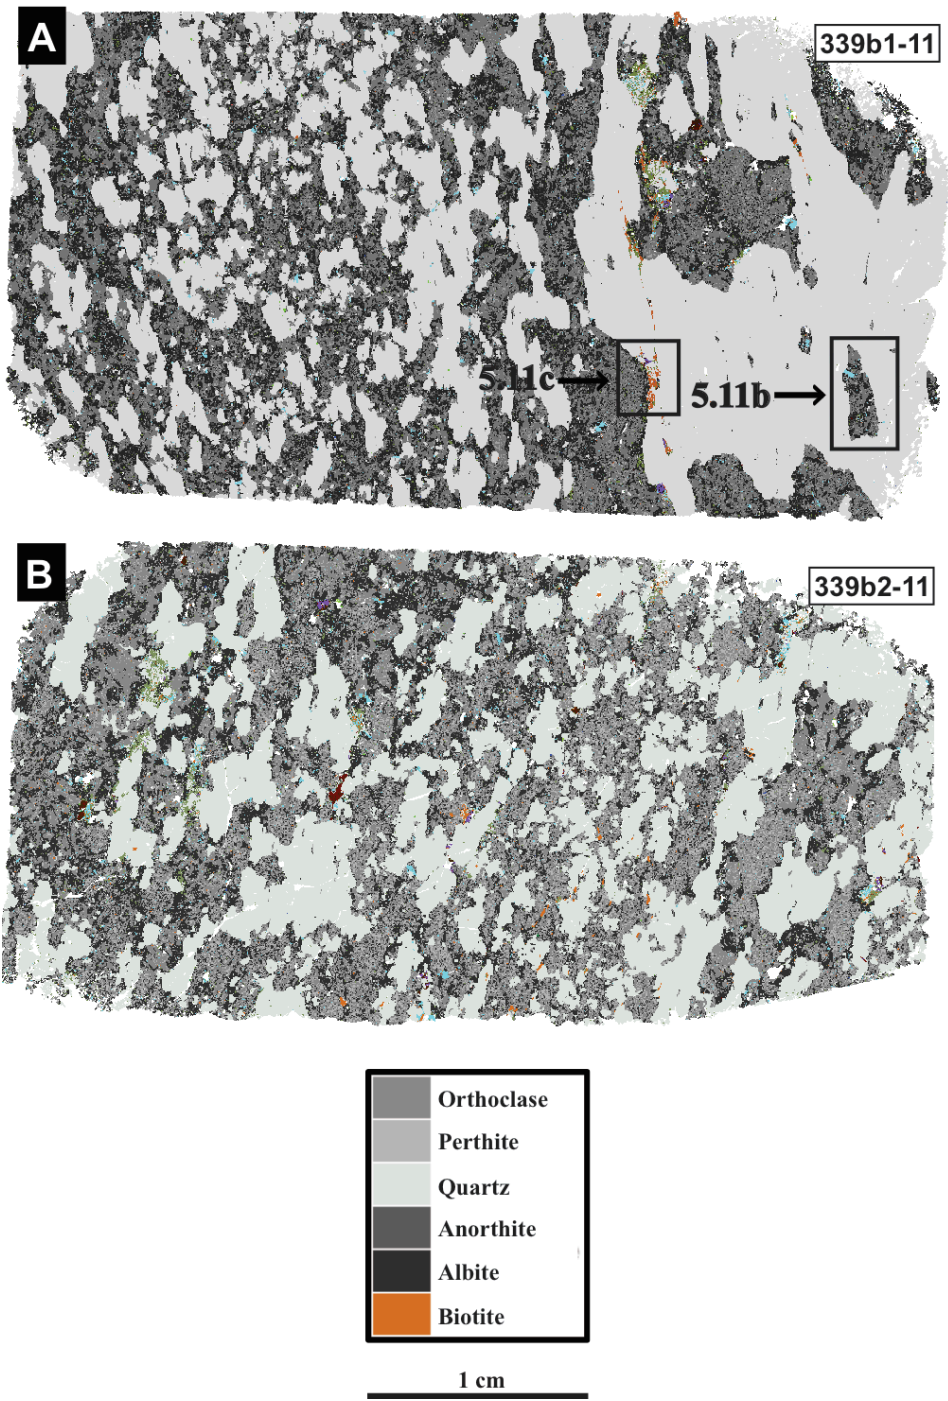 A
339b1-11
5.11c
5.11b
B
339b2-11
Orthoclase
Perthite
Quartz
Anorthite
Albite
Biotite
1 cm